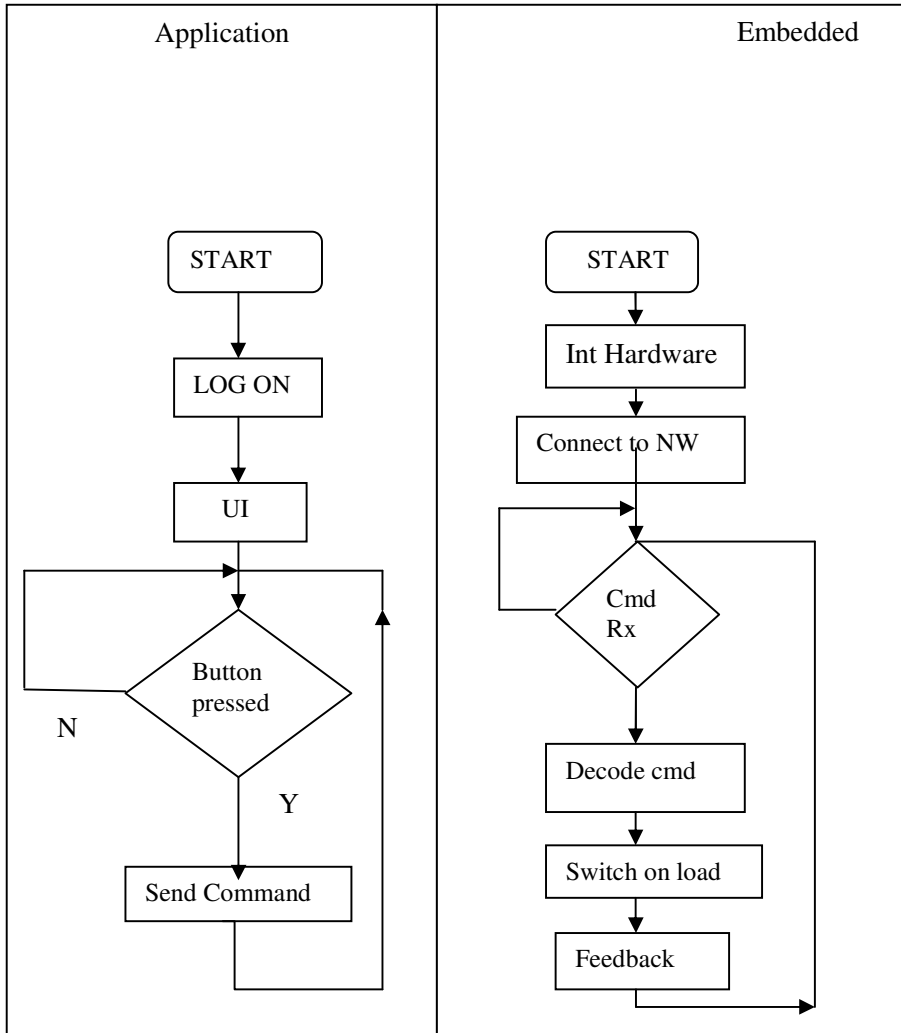 Application
START
LOG ON
UI
Button
pressed
N
Y
Send Command
Embedded
START
Int Hardware
Connect to NW
Cmd
Rx
Decode cmd
Switch on load
Feedback